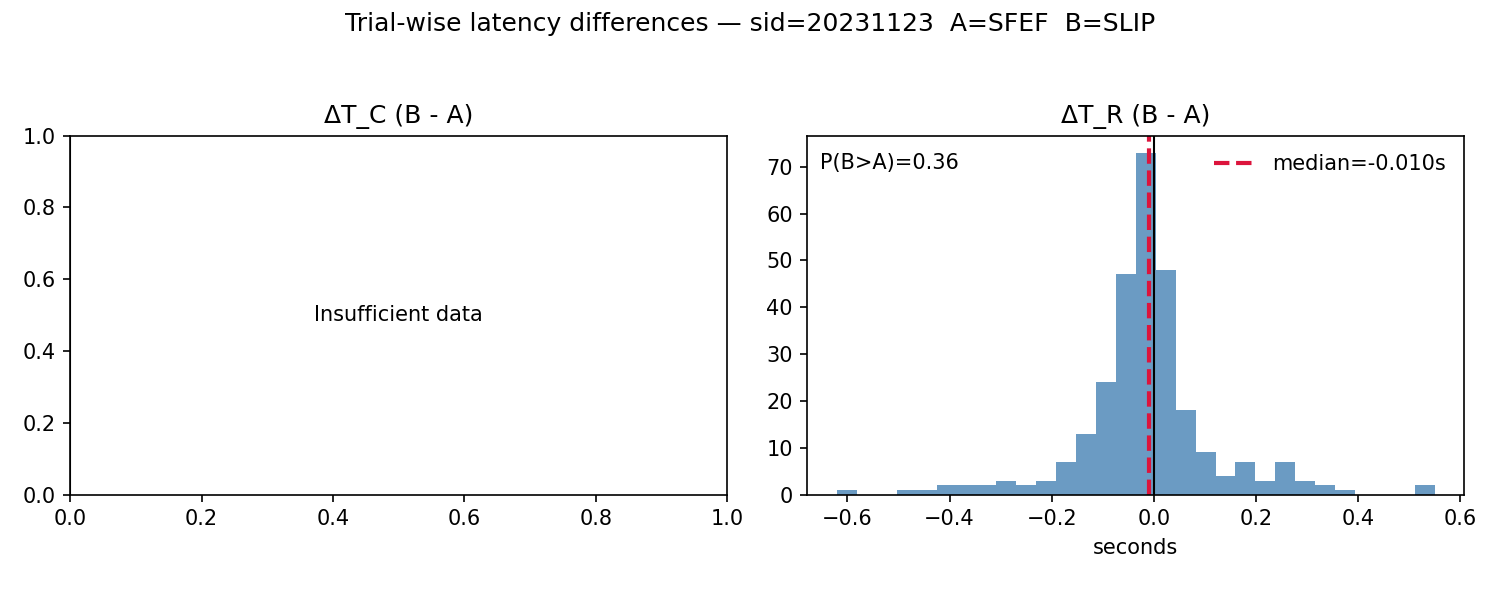 Trial-wise latency differences — sid=20231123  A=SFEF  B=SLIP
ΔT_C (B - A)
1.0
0.8
0.6
0.4
0.2
0.0
Insufficient data
0.0 0.2 0.4 0.6 0.8 1.0
ΔT_R (B - A)
70
60
50
40
30
20
10
0
P(B>A)=0.36
median=-0.010s
−0.6 −0.4 −0.2 0.0 0.2 0.4 0.6
seconds